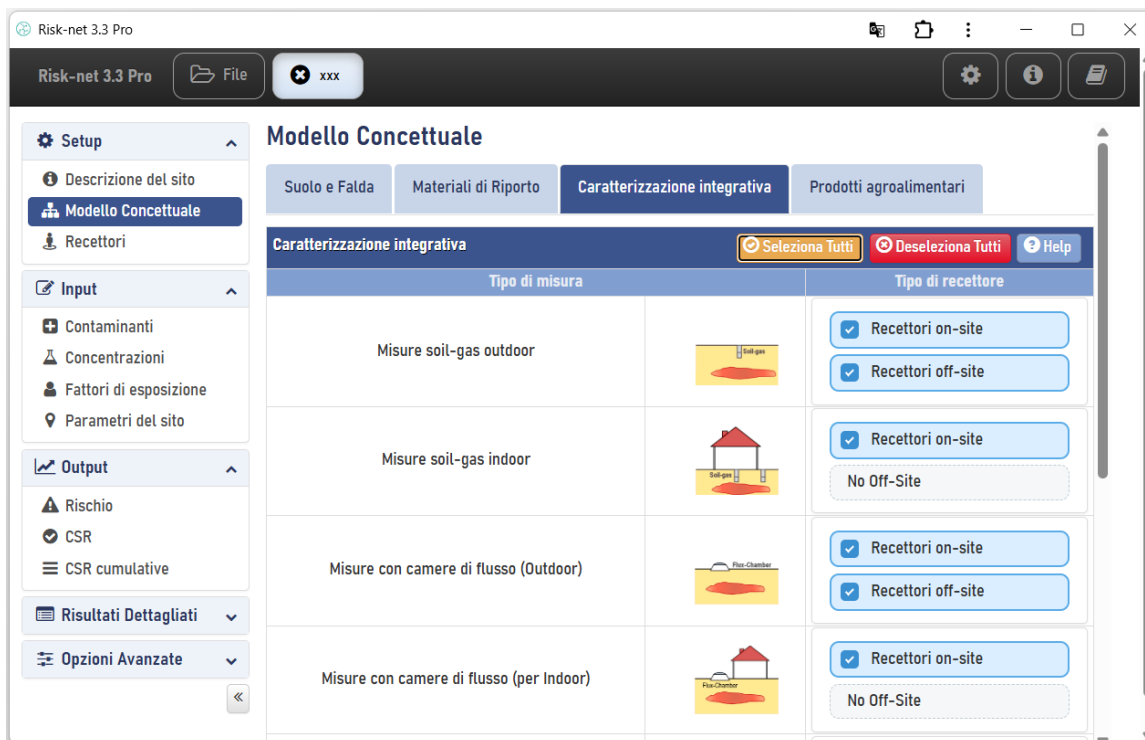 Risk-net 3.3 Pro
Risk-net 3.3 Pro
File
xxx
Setup
Descrizione del sito
Modello Concettuale
Recettori
Input
Contaminanti
Concentrazioni
Fattori di esposizione
Parametri del sito
Output
Rischio
CSR
CSR cumulative
Risultati Dettagliati
Opzioni Avanzate
Modello Concettuale
Suolo e Falda
Materiali di Riporto
Caratterizzazione integrativa
Prodotti agroalimentari
Caratterizzazione integrativa
Seleziona Tutti
Deseleziona Tutti
Help
Tipo di misura
Tipo di recettore
Misure soil-gas outdoor
Soil-gas
Recettori on-site
Recettori off-site
Misure soil-gas indoor
Soil-gas
Recettori on-site
No Off-Site
Misure con camere di flusso (Outdoor)
Flux-Chamber
Recettori on-site
Recettori off-site
Misure con camere di flusso (per Indoor)
Flux-Chamber
Recettori on-site
No Off-Site